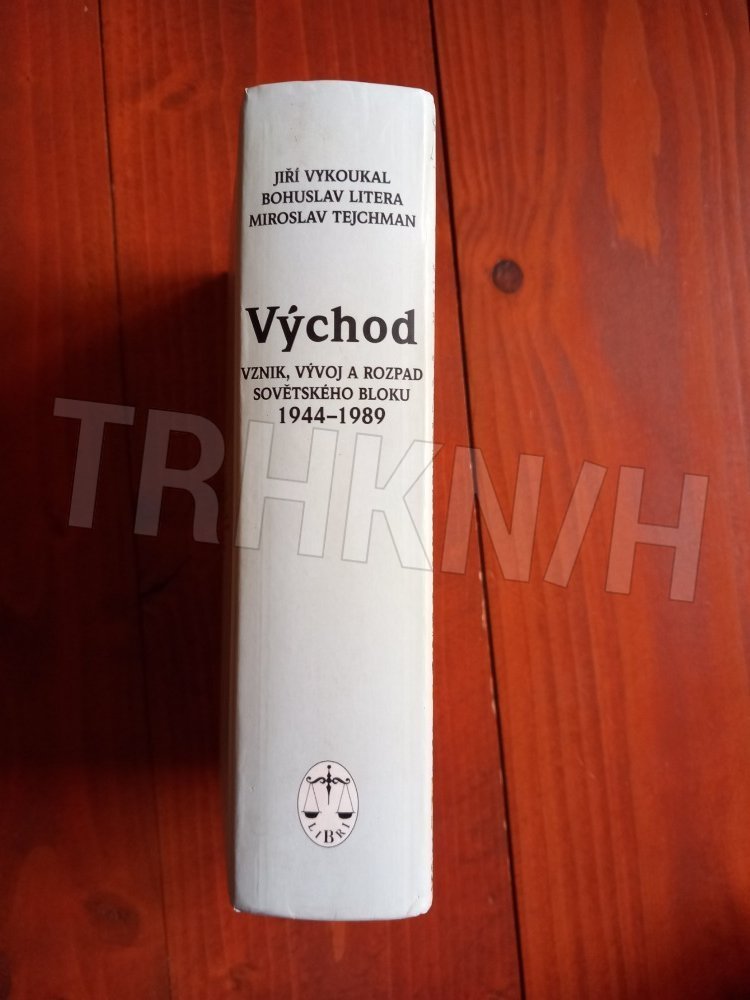 JIŘÍ VYKOUKAL
BOHUSLAV LITERA
MIROSLAV TEJCHMAN
Východ
VZNIK, VÝVOJ A ROZPAD
SOVĚTSKÉHO BLOKU
1944–1989
TRHKNIH
LIBRI